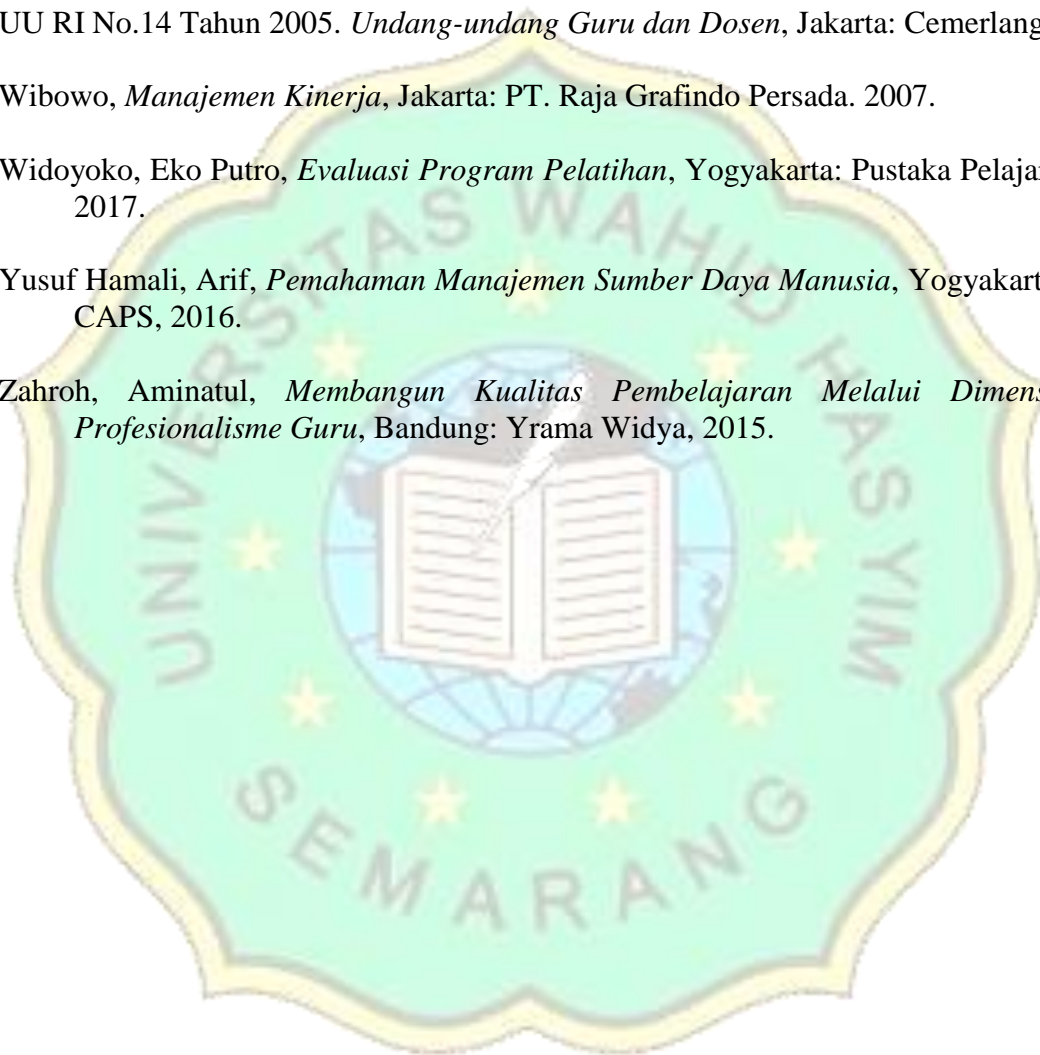 UU RI No.14 Tahun 2005. Undang-undang Guru dan Dosen, Jakarta: Cemerlang
Wibowo, Manajemen Kinerja, Jakarta: PT. Raja Grafindo Persada. 2007.
Widoyoko, Eko Putro, Evaluasi Program Pelatihan, Yogyakarta: Pustaka Pelajar
2017.
Yusuf Hamali, Arif, Pemahaman Manajemen Sumber Daya Manusia, Yogyakart
CAPS, 2016.
Zahroh, Aminatul, Membangun Kualitas Pembelajaran Melalui Dimens
Profesionalisme Guru, Bandung: Yrama Widya, 2015.
UNIVERSITAS WAHID HASYIM
SEMARANG